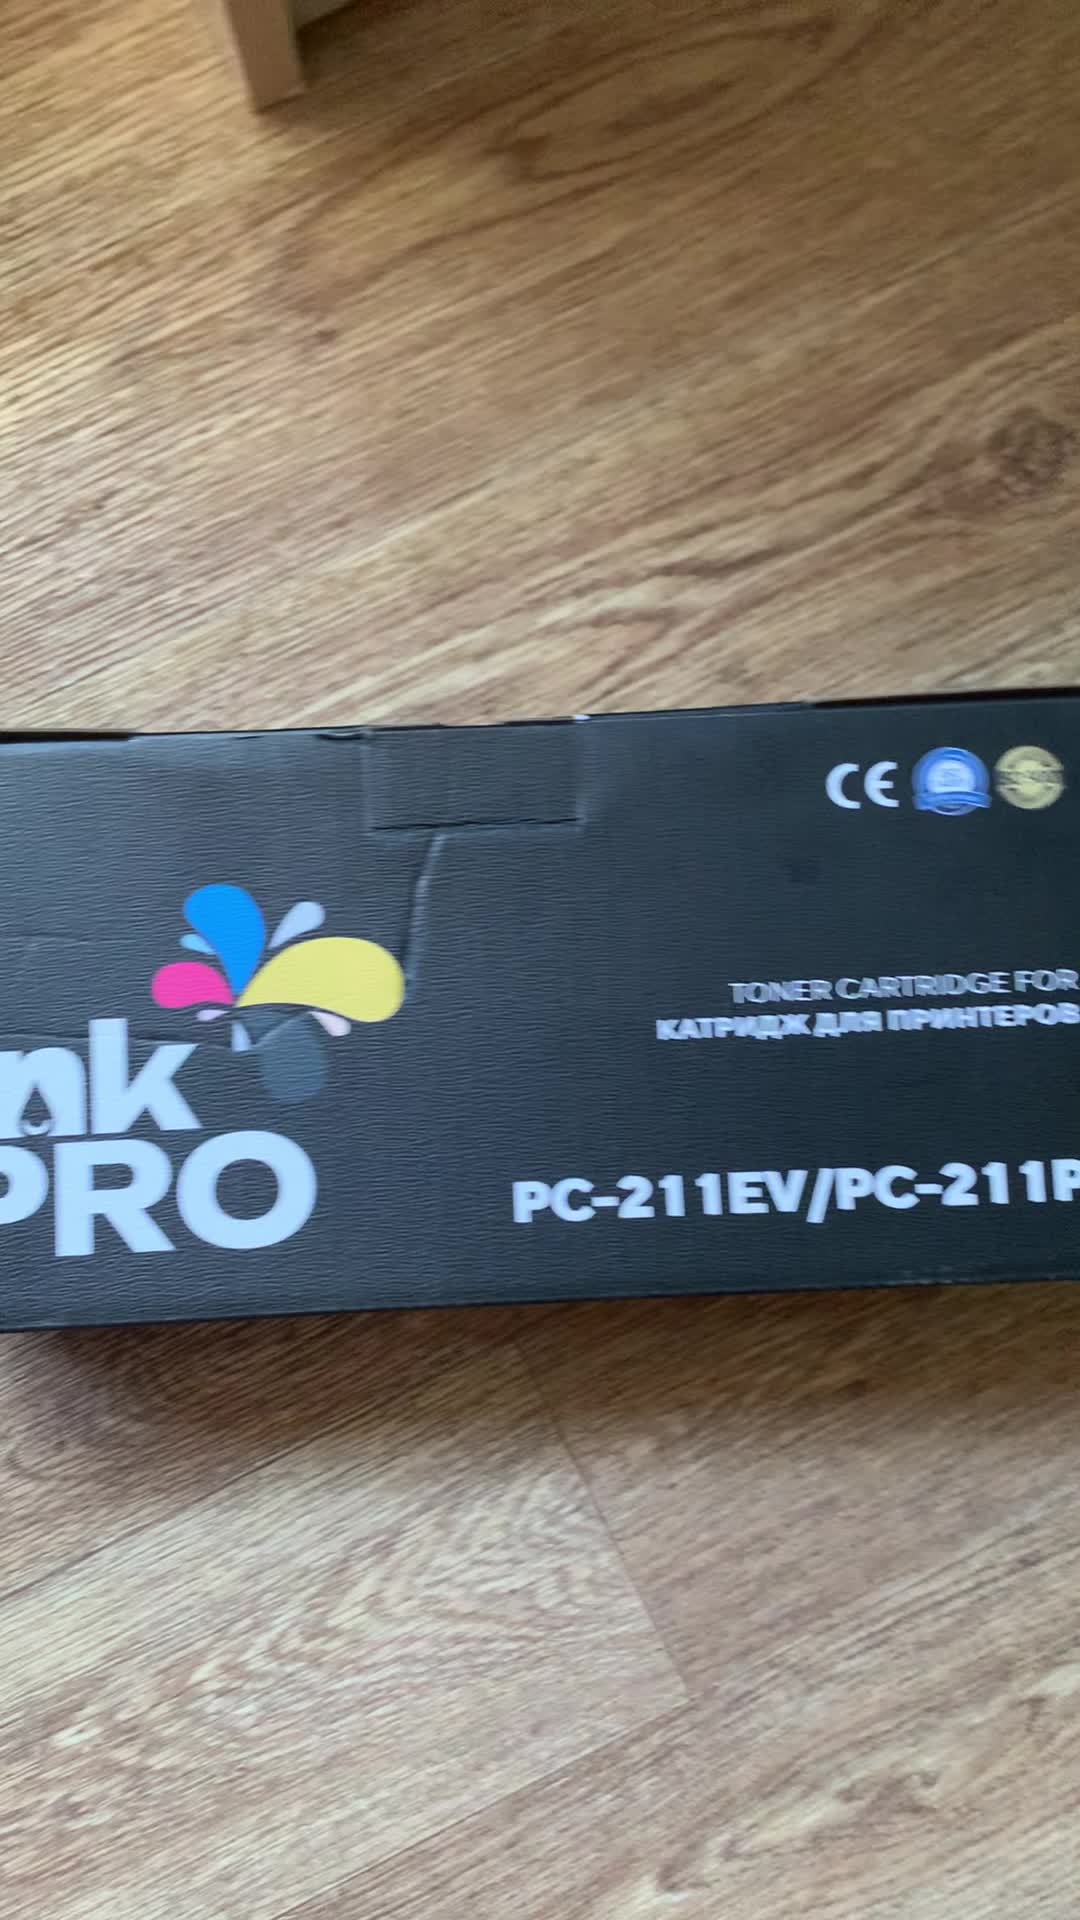 CE
nk
PRO
TONER CARTRIDGE FOR
КАТРИДЖ ДЛЯ ПРИНТЕРОВ
PC-211EV/PC-211P